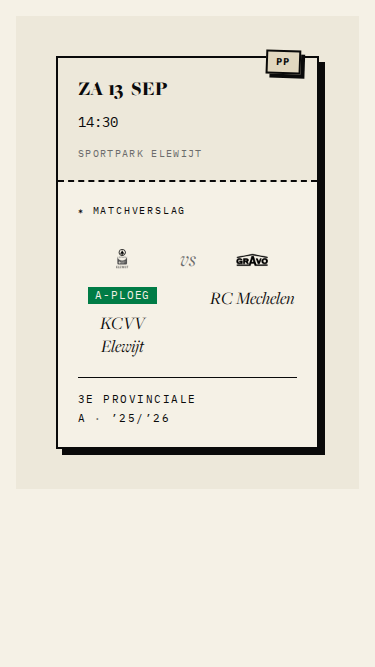 PP
ZA 13 SEP
14:30
SPORTPARK ELEWIJT
* MATCHVERSLAG
vs
GRAVO
A-PLOEG
KCVV
Elewijt
RC Mechelen
3E PROVINCIALE
A · '25/'26